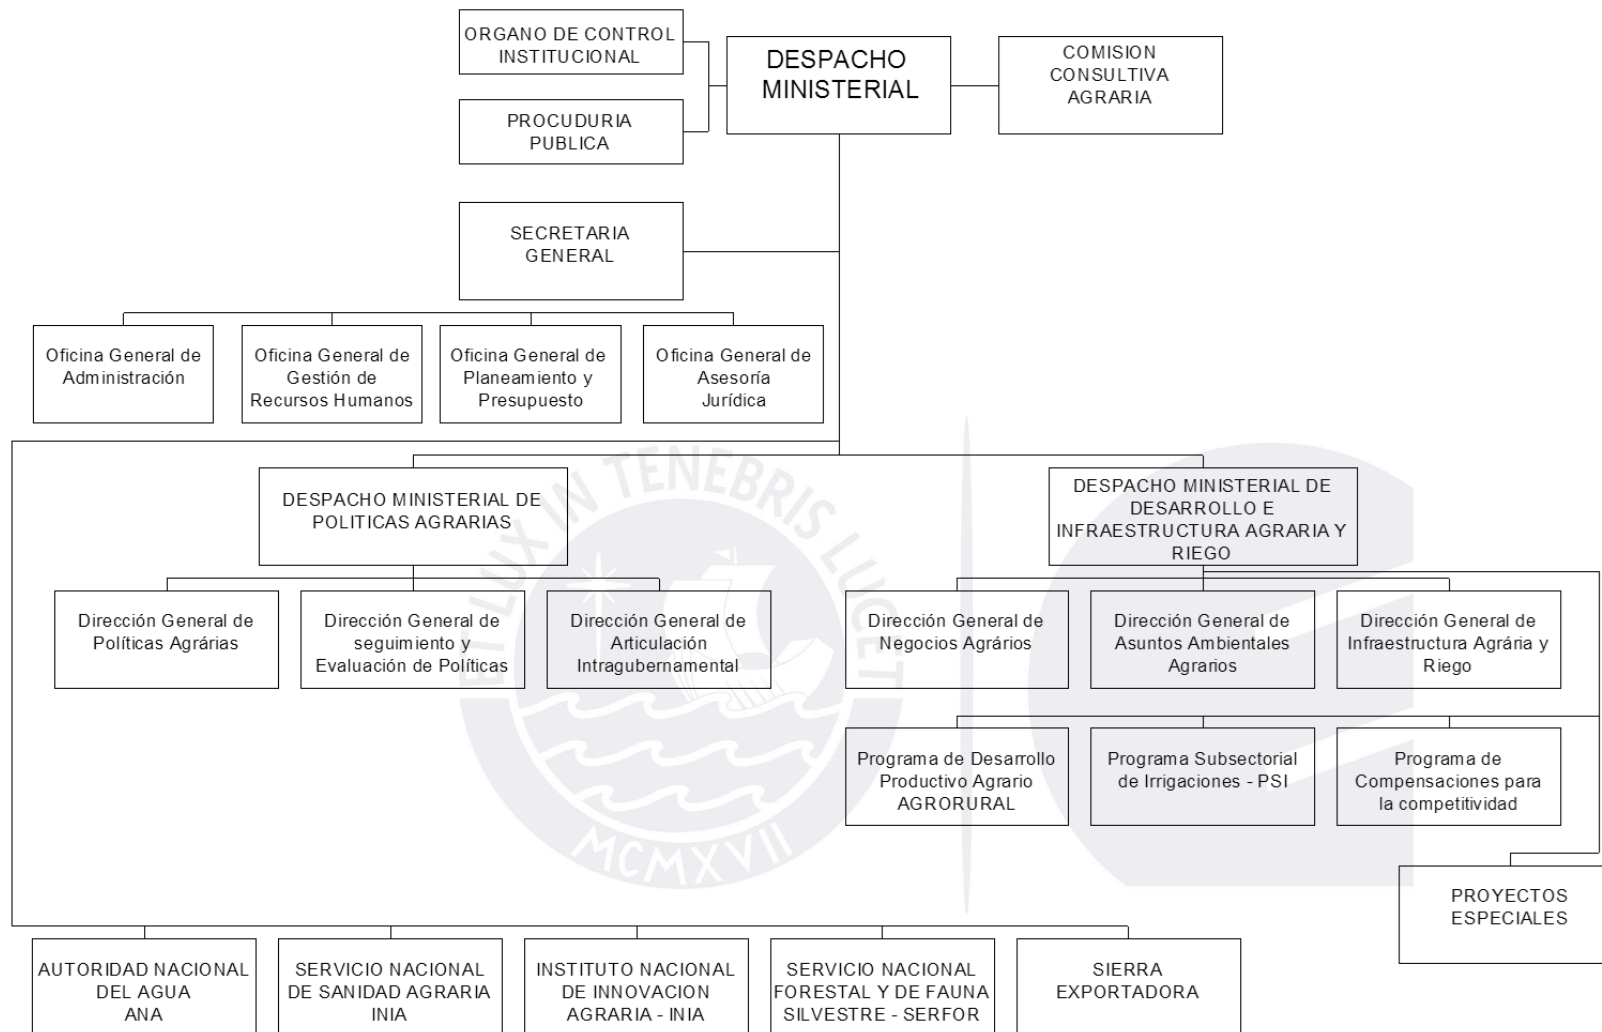 ORGANO DE CONTROL
INSTITUCIONAL
DESPACHO
MINISTERIAL
COMISION
CONSULTIVA
AGRARIA
PROCUDURIA
PUBLICA
SECRETARIA
GENERAL
Oficina General de
Administración
Oficina General de
Gestión de
Recursos Humanos
Oficina General de
Planeamiento y
Presupuesto
Oficina General de
Asesoría
Jurídica
DESPACHO MINISTERIAL DE
POLITICAS AGRARIAS
DESPACHO MINISTERIAL DE
DESARROLLO E
INFRAESTRUCTURA AGRARIA Y
RIEGO
Dirección General de
Políticas Agrárias
Dirección General de
seguimiento y
Evaluación de Políticas
Dirección General de
Articulación
Intragubernamental
Dirección General de
Negocios Agrários
Dirección General de
Asuntos Ambientales
Agrarios
Dirección General de
Infraestructura Agrária y
Riego
Programa de Desarrollo
Productivo Agrario
AGRORURAL
Programa Subsectorial
de Irrigaciones - PSI
Programa de
Compensaciones para
la competitividad
PROYECTOS
ESPECIALES
AUTORIDAD NACIONAL
DEL AGUA
ANA
SERVICIO NACIONAL
DE SANIDAD AGRARIA
INIA
INSTITUTO NACIONAL
DE INNOVACION
AGRARIA - INIA
SERVICIO NACIONAL
FORESTAL Y DE FAUNA
SILVESTRE - SERFOR
SIERRA
EXPORTADORA
ET LUX IN TENEBRIS LUCET
MCMXVII